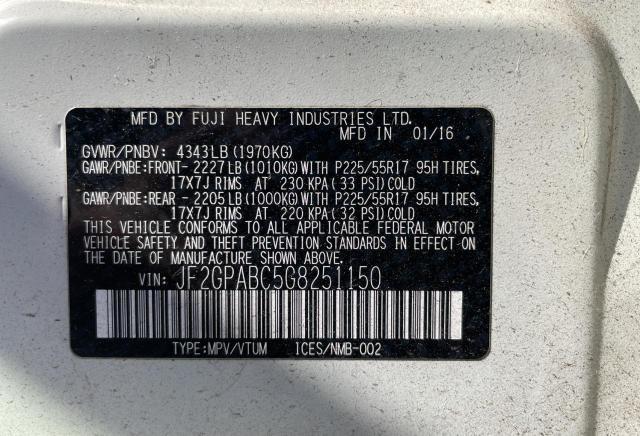 MFD BY FUJI HEAVY INDUSTRIES LTD.
MFD IN 01/16
GVWR/PNBV: 4343LB(1970KG)
GAWR/PNBE:FRONT- 2227LB(1010KG)WITH P225/55R17 95H TIRES,
17X7J RIMS AT 230 KPA(33 PSI)COLD
GAWR/PNBE:REAR - 2205LB(1000KG)WITH P225/55R17 95H TIRES,
17X7J RIMS AT 220 KPA(32 PSI)COLD
THIS VEHICLE CONFORMS TO ALL APPLICABLE FEDERAL MOTOR
VEHICLE SAFETY AND THEFT PREVENTION STANDARDS IN EFFECT ON
THE DATE OF MANUFACTURE SHOWN ABOVE.
VIN: JF2GPABC5G8251150
TYPE:MPV/VTUM ICES/NMB-002